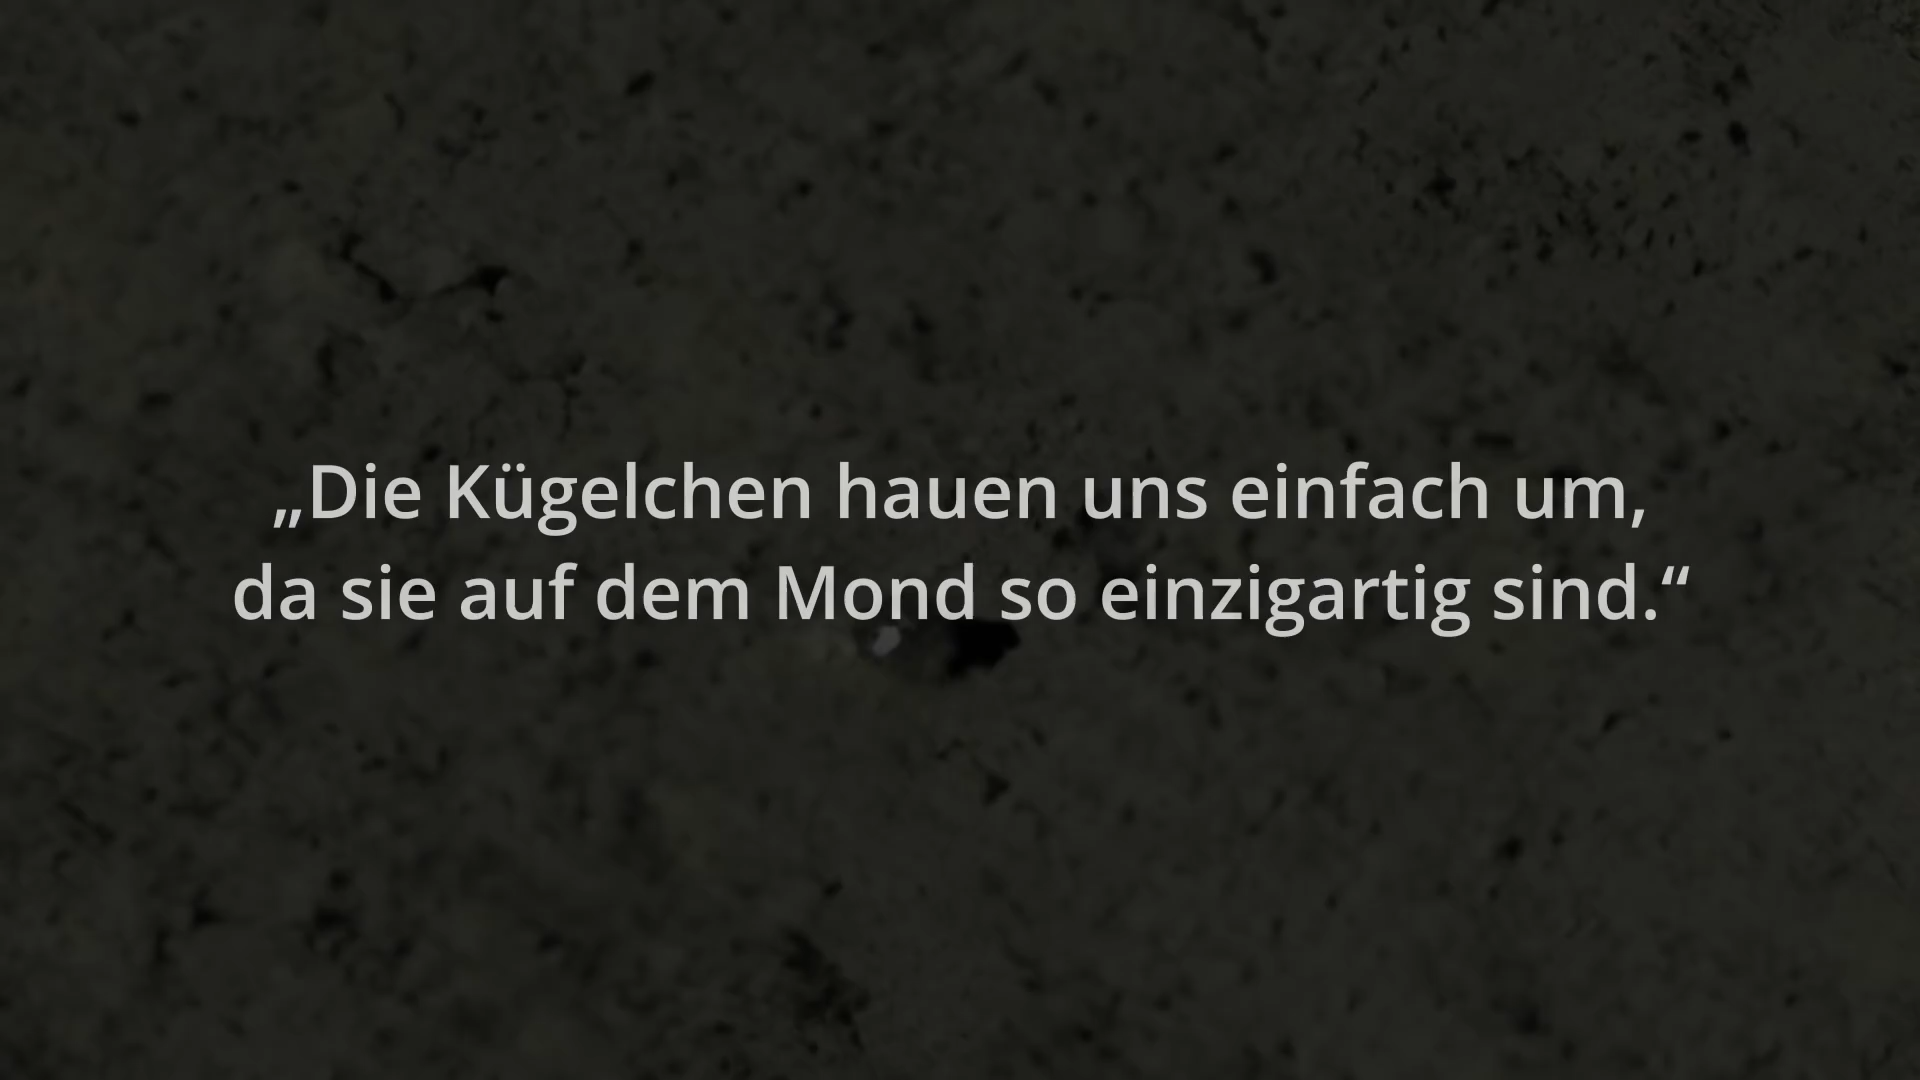 „Die Kügelchen hauen uns einfach um,
da sie auf dem Mond so einzigartig sind.“